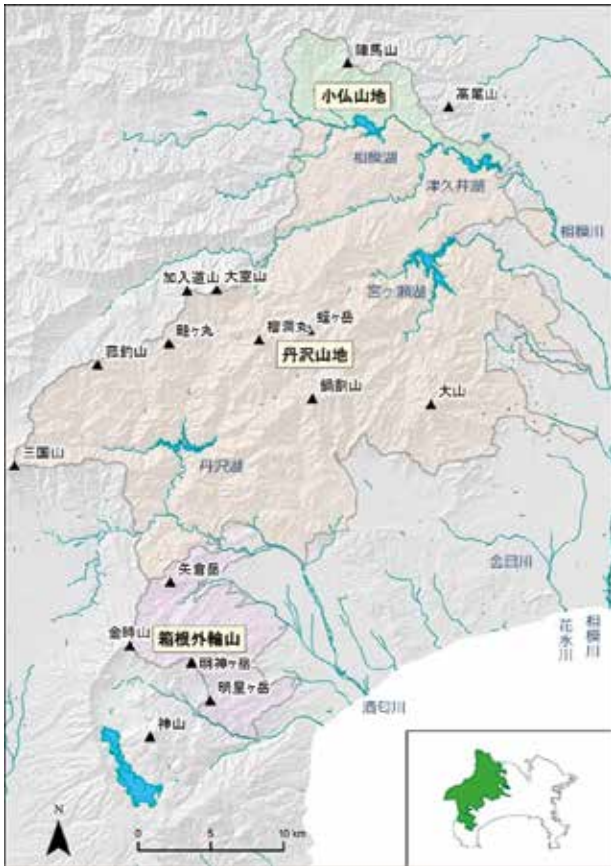 陣馬山
小仏山地
高尾山
相模湖
津久井湖
相模川
宮ヶ瀬湖
加入道山
大室山
畦ヶ丸
檜洞丸
蛭ヶ岳
菰釣山
丹沢山地
鍋割山
大山
三国山
丹沢湖
矢倉岳
金目川
金時山
箱根外輪山
明神ヶ岳
花水川
相模川
明星ヶ岳
酒匂川
神山
N
0 5 10 km